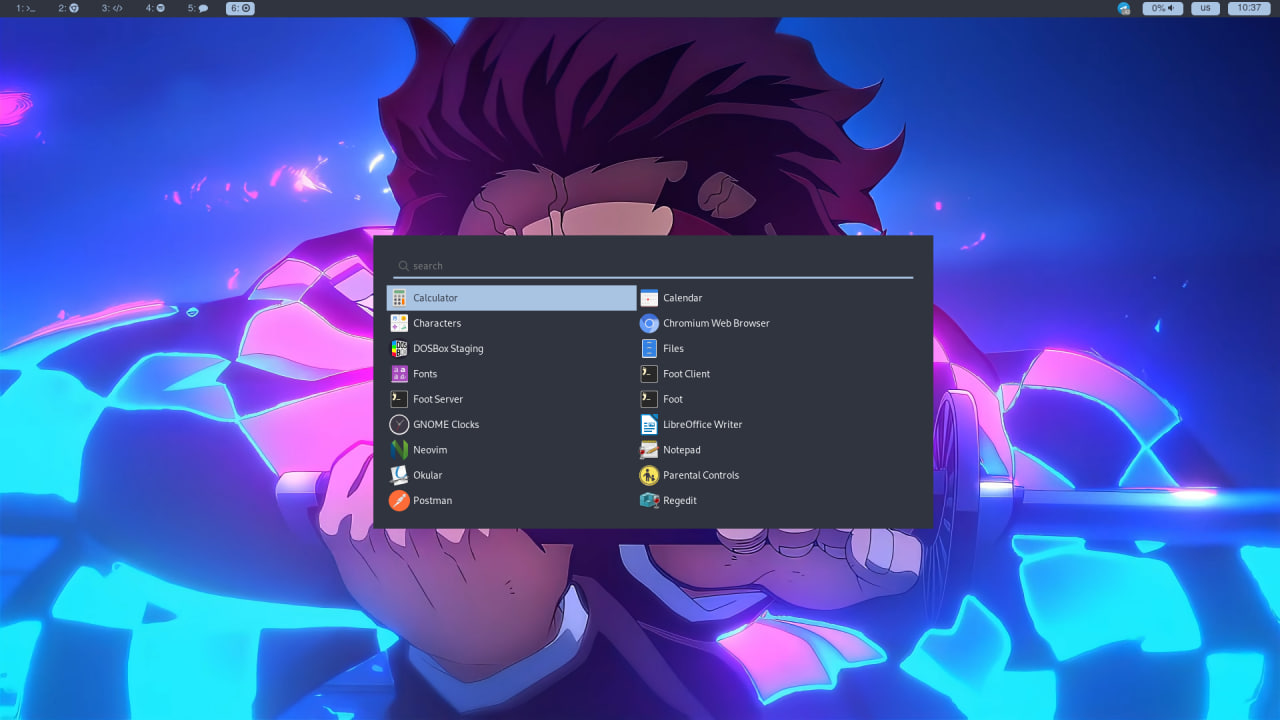 1: >_ 2: 3: </> 4: 5: 6: 0% us 10:37
search
Calculator Calendar
Characters Chromium Web Browser
DOSBox Staging Files
Fonts Foot Client
Foot Server Foot
GNOME Clocks LibreOffice Writer
Neovim Notepad
Okular Parental Controls
Postman Regedit